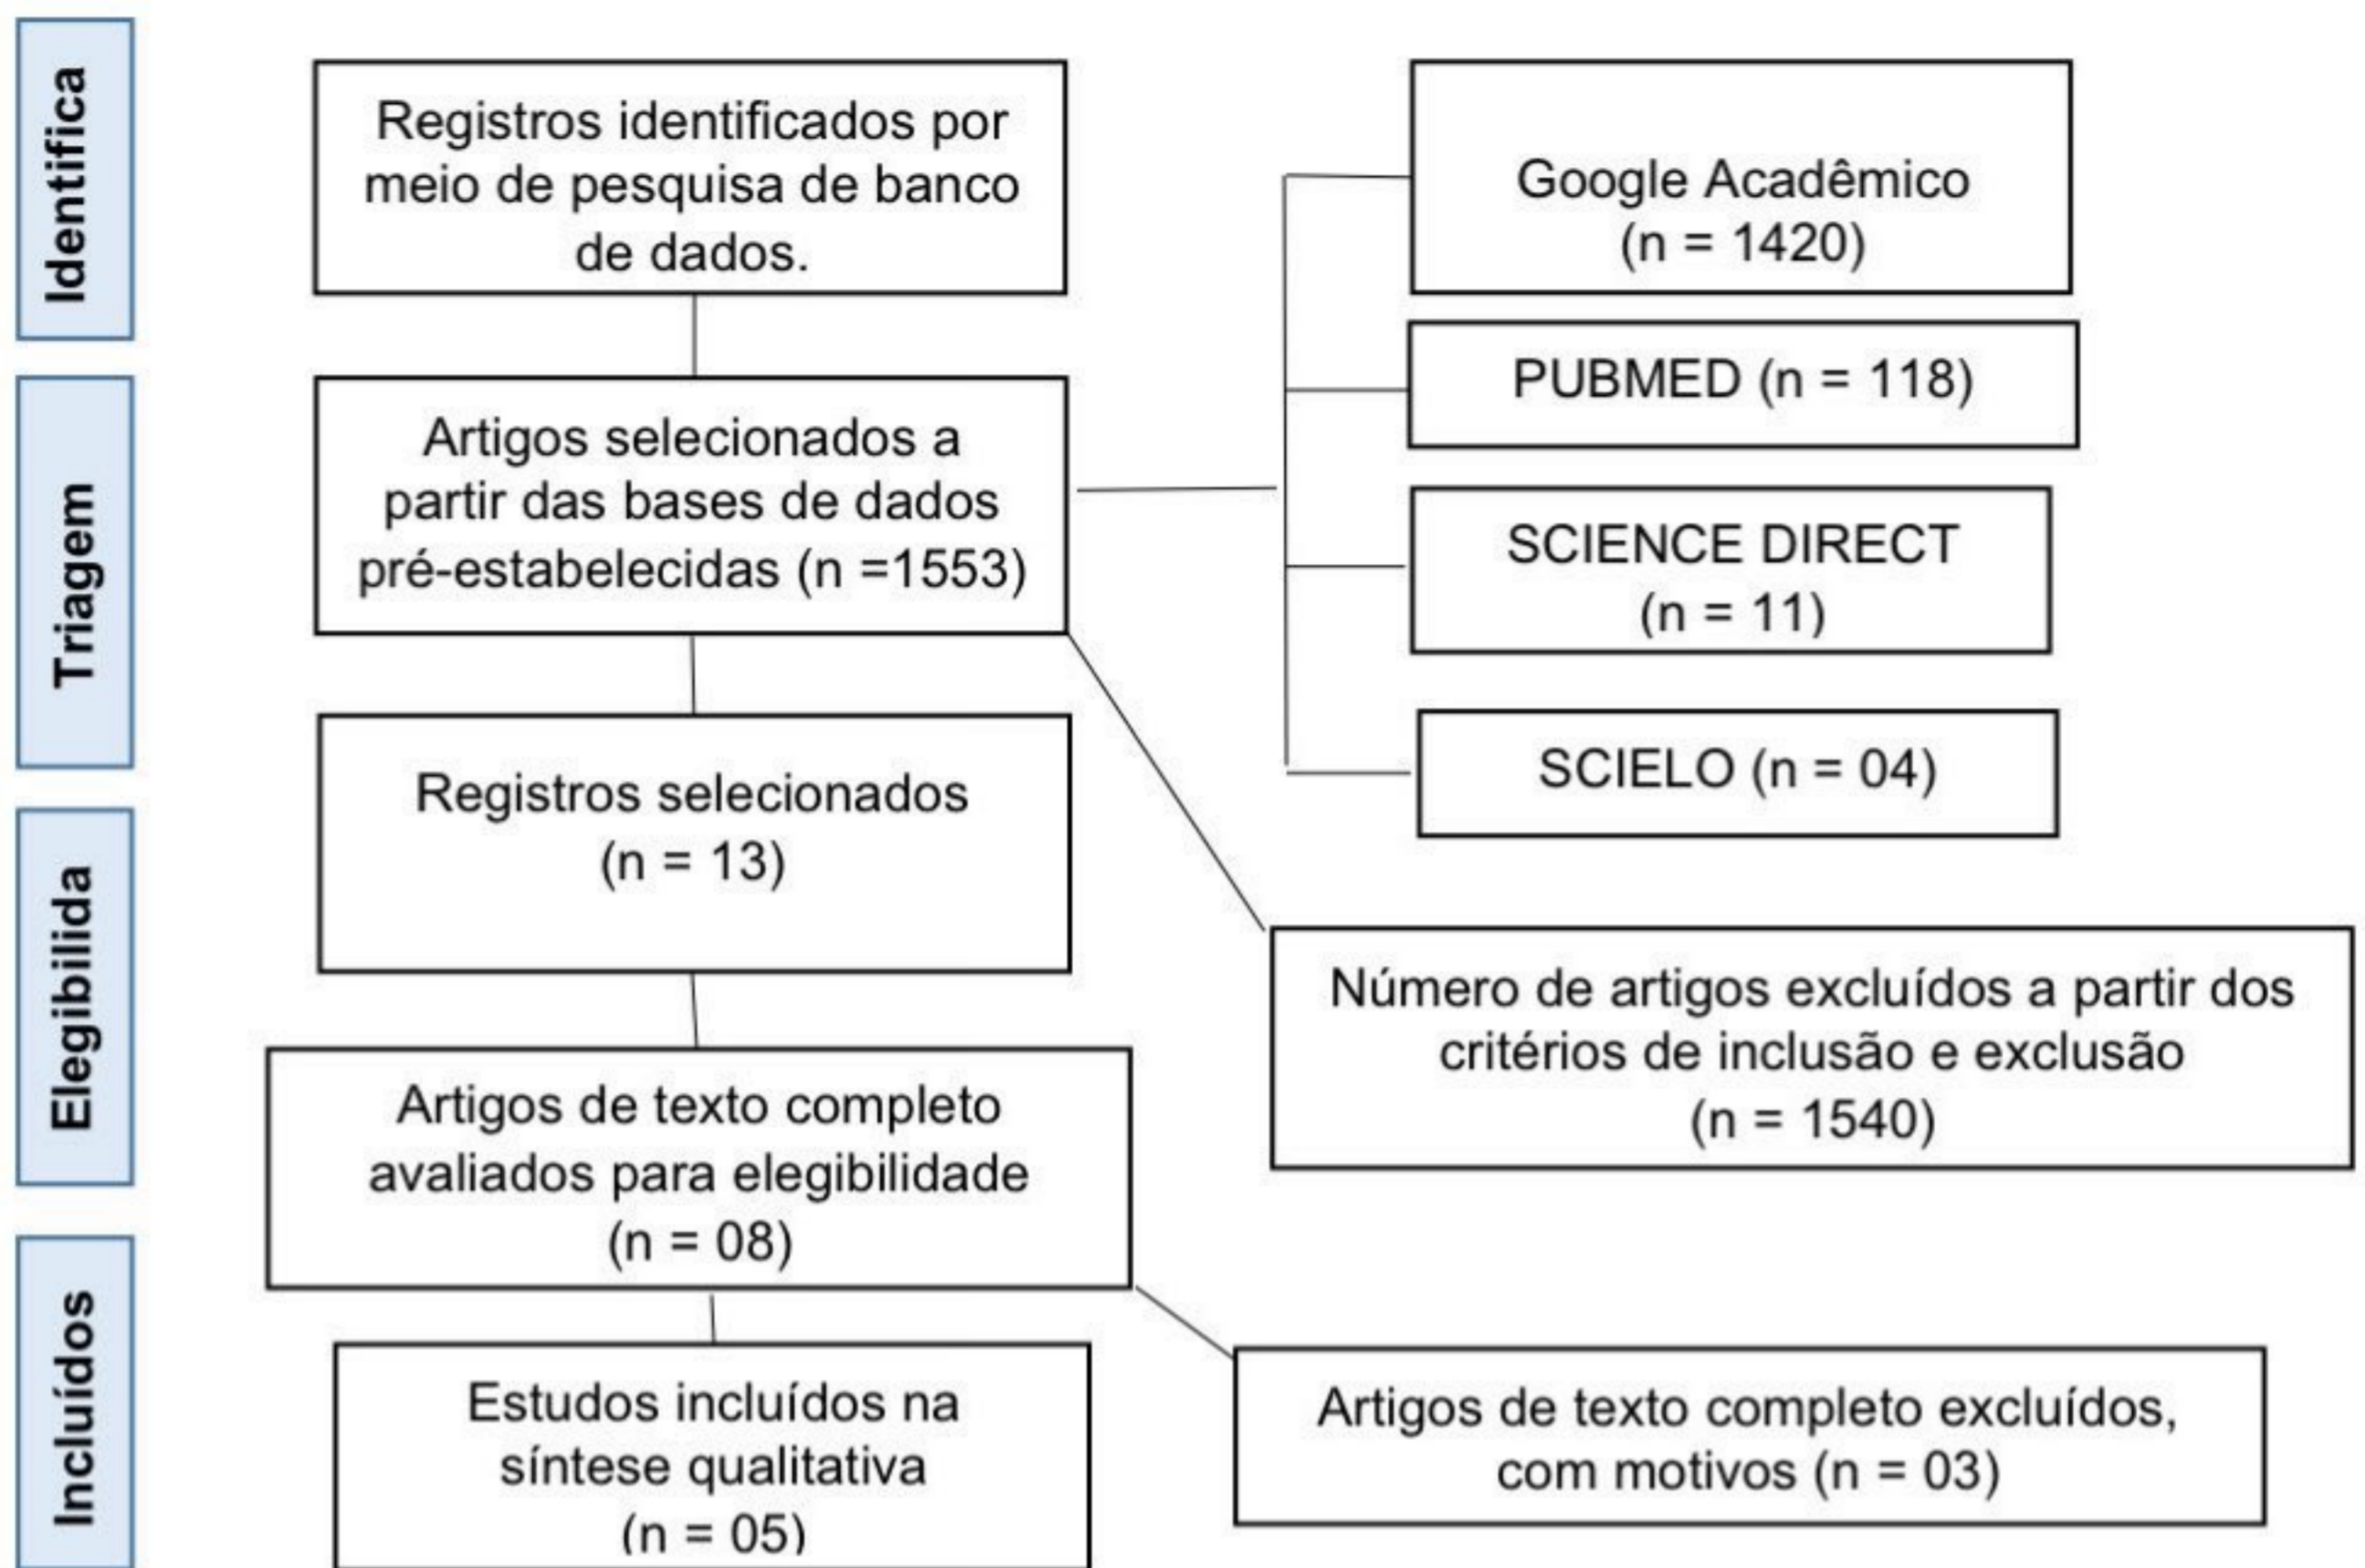 Identifica
Registros identificados por
meio de pesquisa de banco
de dados.
Google Acadêmico
(n = 1420)
PUBMED (n = 118)
Triagem
Artigos selecionados a
partir das bases de dados
pré-estabelecidas (n =1553)
SCIENCE DIRECT
(n = 11)
SCIELO (n = 04)
Registros selecionados
(n = 13)
Elegibilida
Número de artigos excluídos a partir dos
critérios de inclusão e exclusão
(n = 1540)
Artigos de texto completo
avaliados para elegibilidade
(n = 08)
Incluídos
Estudos incluídos na
síntese qualitativa
(n = 05)
Artigos de texto completo excluídos,
com motivos (n = 03)